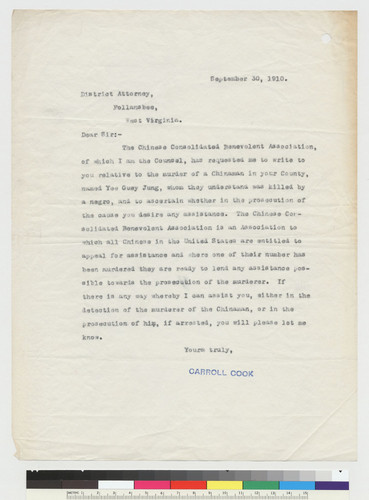 September 30, 1910.
District Attorney,
Follansbee,
West Virginia.
Dear Sir:-
The Chinese Consolidated Benevolent Association,
of which I am the Counsel, has requested me to write to
you relative to the murder of a Chinaman in your County,
named Yee Guey Jung, whom they understand was killed by
a negro, and to ascertain whether in the prosecution of
the cause you desire any assistance. The Chinese Con-
solidated Benevolent Association is an Association to
which all Chinese in the United States are entitled to
appeal for assistance and where one of their number has
been murdered they are ready to lend any assistance pos-
sible towards the prosecution of the murderer. If
there is any way whereby I can assist you, either in the
detection of the murderer of the Chinaman, or in the
prosecution of him, if arrested, you will please let me
know.
Yours truly,
CARROLL COOK